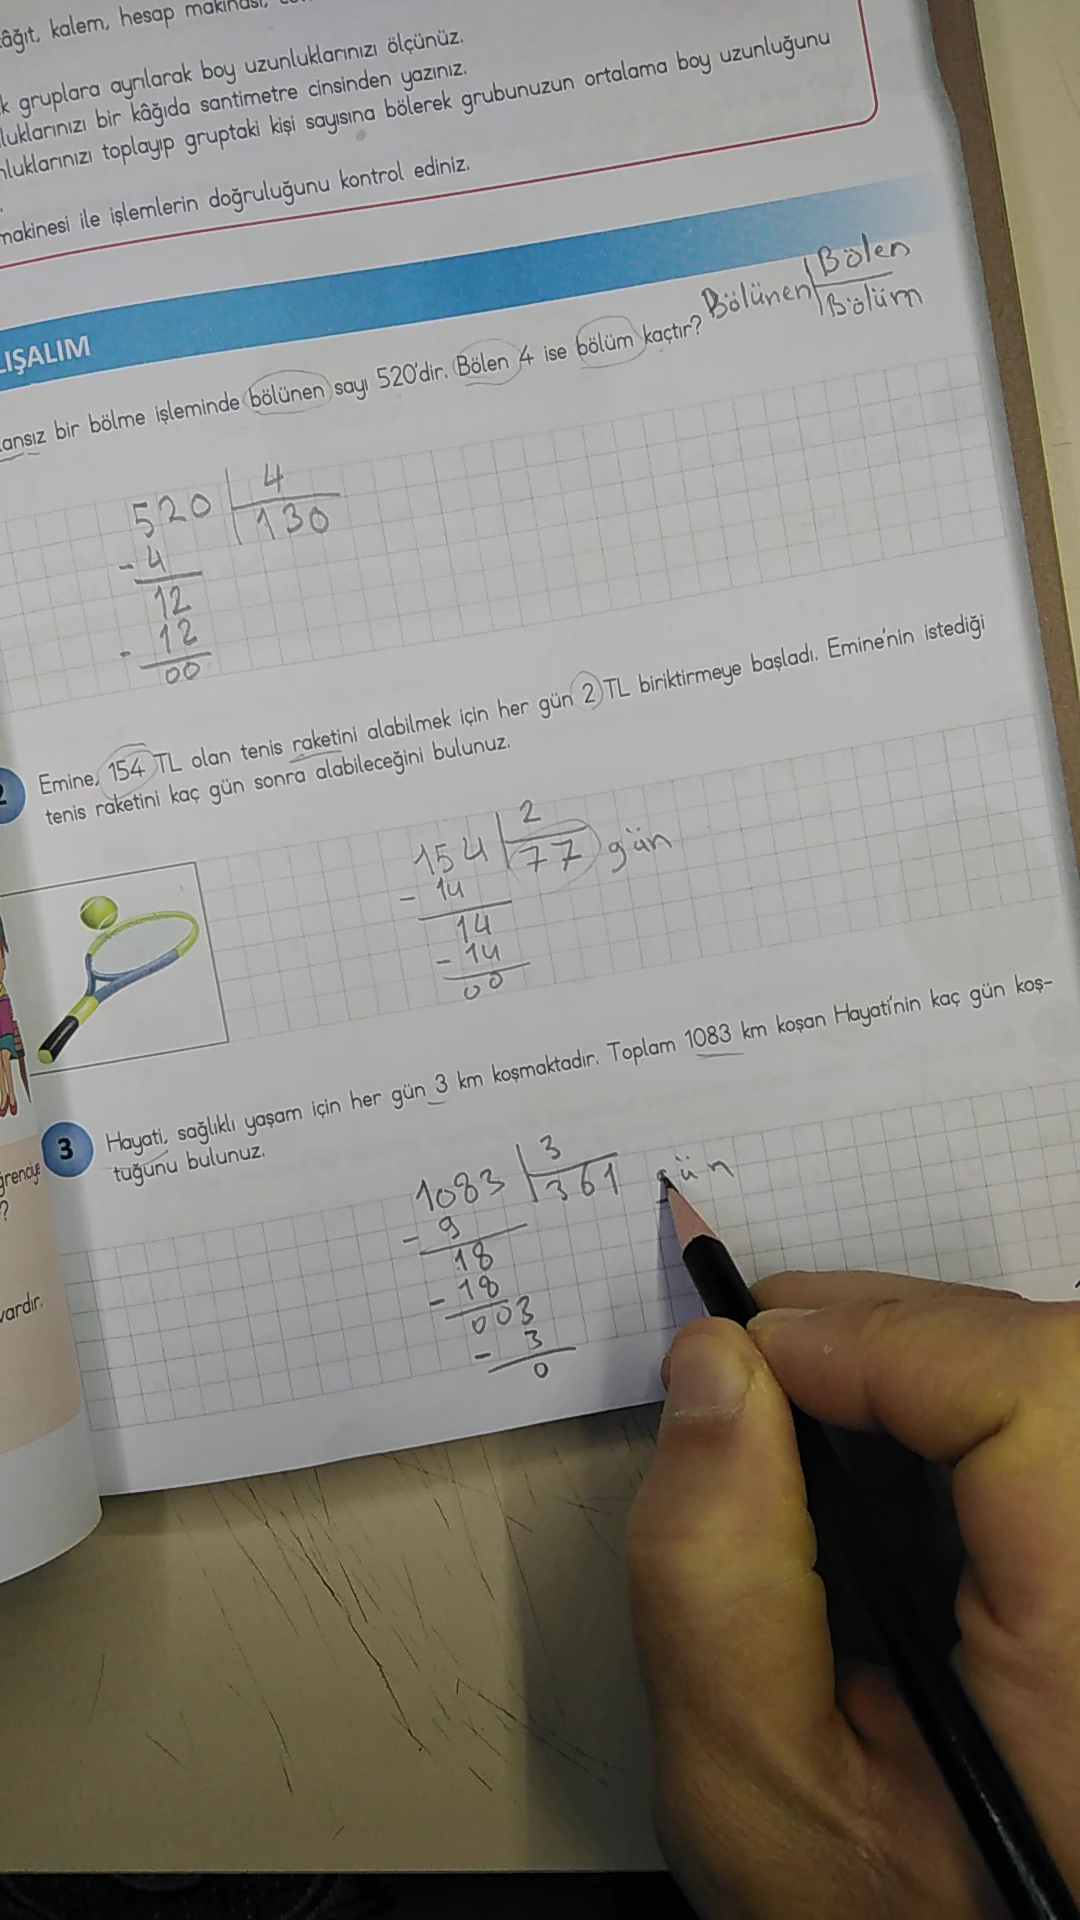 kâğıt, kalem, hesap makinası,
k gruplara ayrılarak boy uzunluklarınızı ölçünüz.
luklarınızı bir kâğıda santimetre cinsinden yazınız.
nluklarınızı toplayıp gruptaki kişi sayısına bölerek grubunuzun ortalama boy uzunluğunu
makinesi ile işlemlerin doğruluğunu kontrol ediniz.
LIŞALIM
Bölünen Bölen
Bölüm
lansız bir bölme işleminde bölünen sayı 520'dir. Bölen 4 ise bölüm kaçtır?
520 4
130
- 4
12
- 12
00
2 Emine, 154 TL olan tenis raketini alabilmek için her gün 2 TL biriktirmeye başladı. Emine'nin istediği
tenis raketini kaç gün sonra alabileceğini bulunuz.
154 2
77 gün
- 14
14
- 14
00
3 Hayati, sağlıklı yaşam için her gün 3 km koşmaktadır. Toplam 1083 km koşan Hayati'nin kaç gün koş-
tuğunu bulunuz.
1083 3
361 gün
- 9
18
- 18
003
- 3
0
ğrenciye
?
vardır.